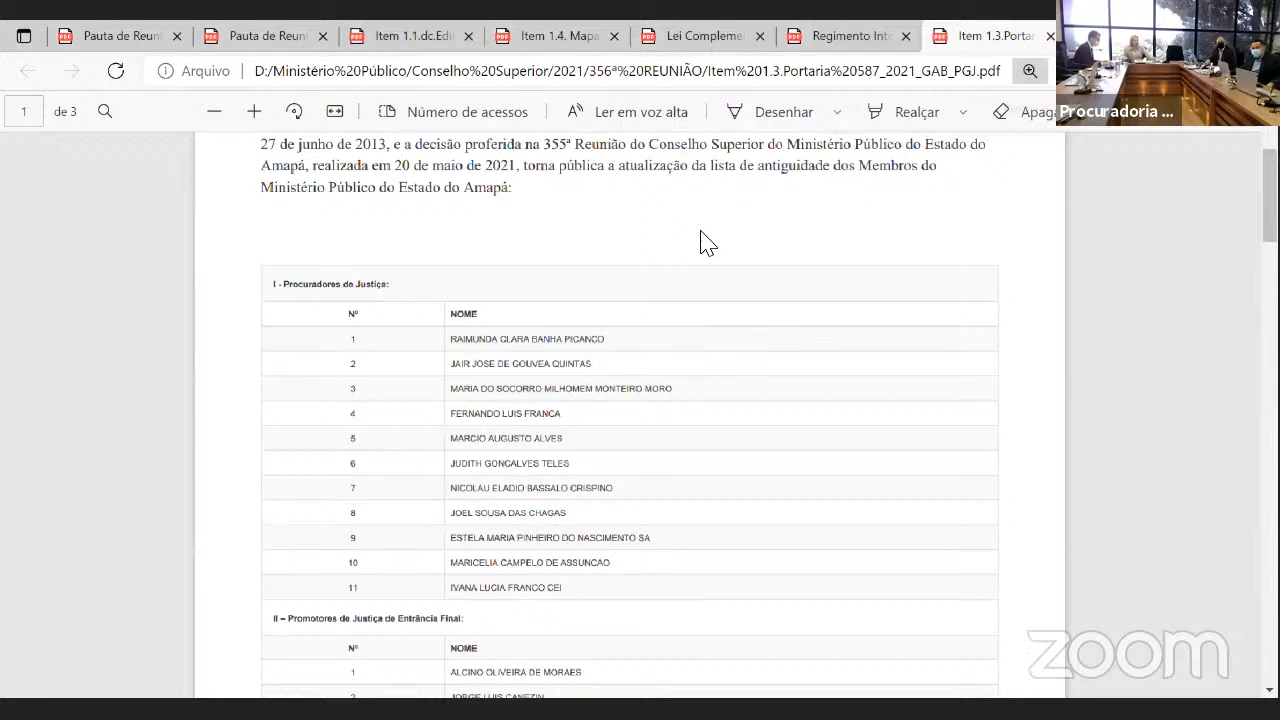 Pauta de Reuni
Pauta de Reuni
Item 1.1.dc.Edi
Item 1.4. Mapa
Lei Compleme
Regimento Inte
Item 1.3.Portar
Arquivo
D:/Ministério%20Público/Conselho%20Superior/2021/356ª%20REUNIÃO/Item%201.3.Portaria%20587_2021_GAB_PGJ.pdf
1 de 3
Número de acessos
Ler em voz alta
Desenhar
Realçar
Apaga
Procuradoria ...
27 de junho de 2013, e a decisão proferida na 355ª Reunião do Conselho Superior do Ministério Público do Estado do
Amapá, realizada em 20 de maio de 2021, torna pública a atualização da lista de antiguidade dos Membros do
Ministério Público do Estado do Amapá:
I - Procuradores de Justiça:
Nº NOME
1 RAIMUNDA CLARA BANHA PICANCO
2 JAIR JOSE DE GOUVEA QUINTAS
3 MARIA DO SOCORRO MILHOMEM MONTEIRO MORO
4 FERNANDO LUIS FRANCA
5 MARCIO AUGUSTO ALVES
6 JUDITH GONCALVES TELES
7 NICOLAU ELADIO BASSALO CRISPINO
8 JOEL SOUSA DAS CHAGAS
9 ESTELA MARIA PINHEIRO DO NASCIMENTO SA
10 MARICELIA CAMPELO DE ASSUNCAO
11 IVANA LUCIA FRANCO CEI
II – Promotores de Justiça de Entrância Final:
Nº NOME
1 ALCINO OLIVEIRA DE MORAES
2 JORGE LUIS CANEZIN
zoom